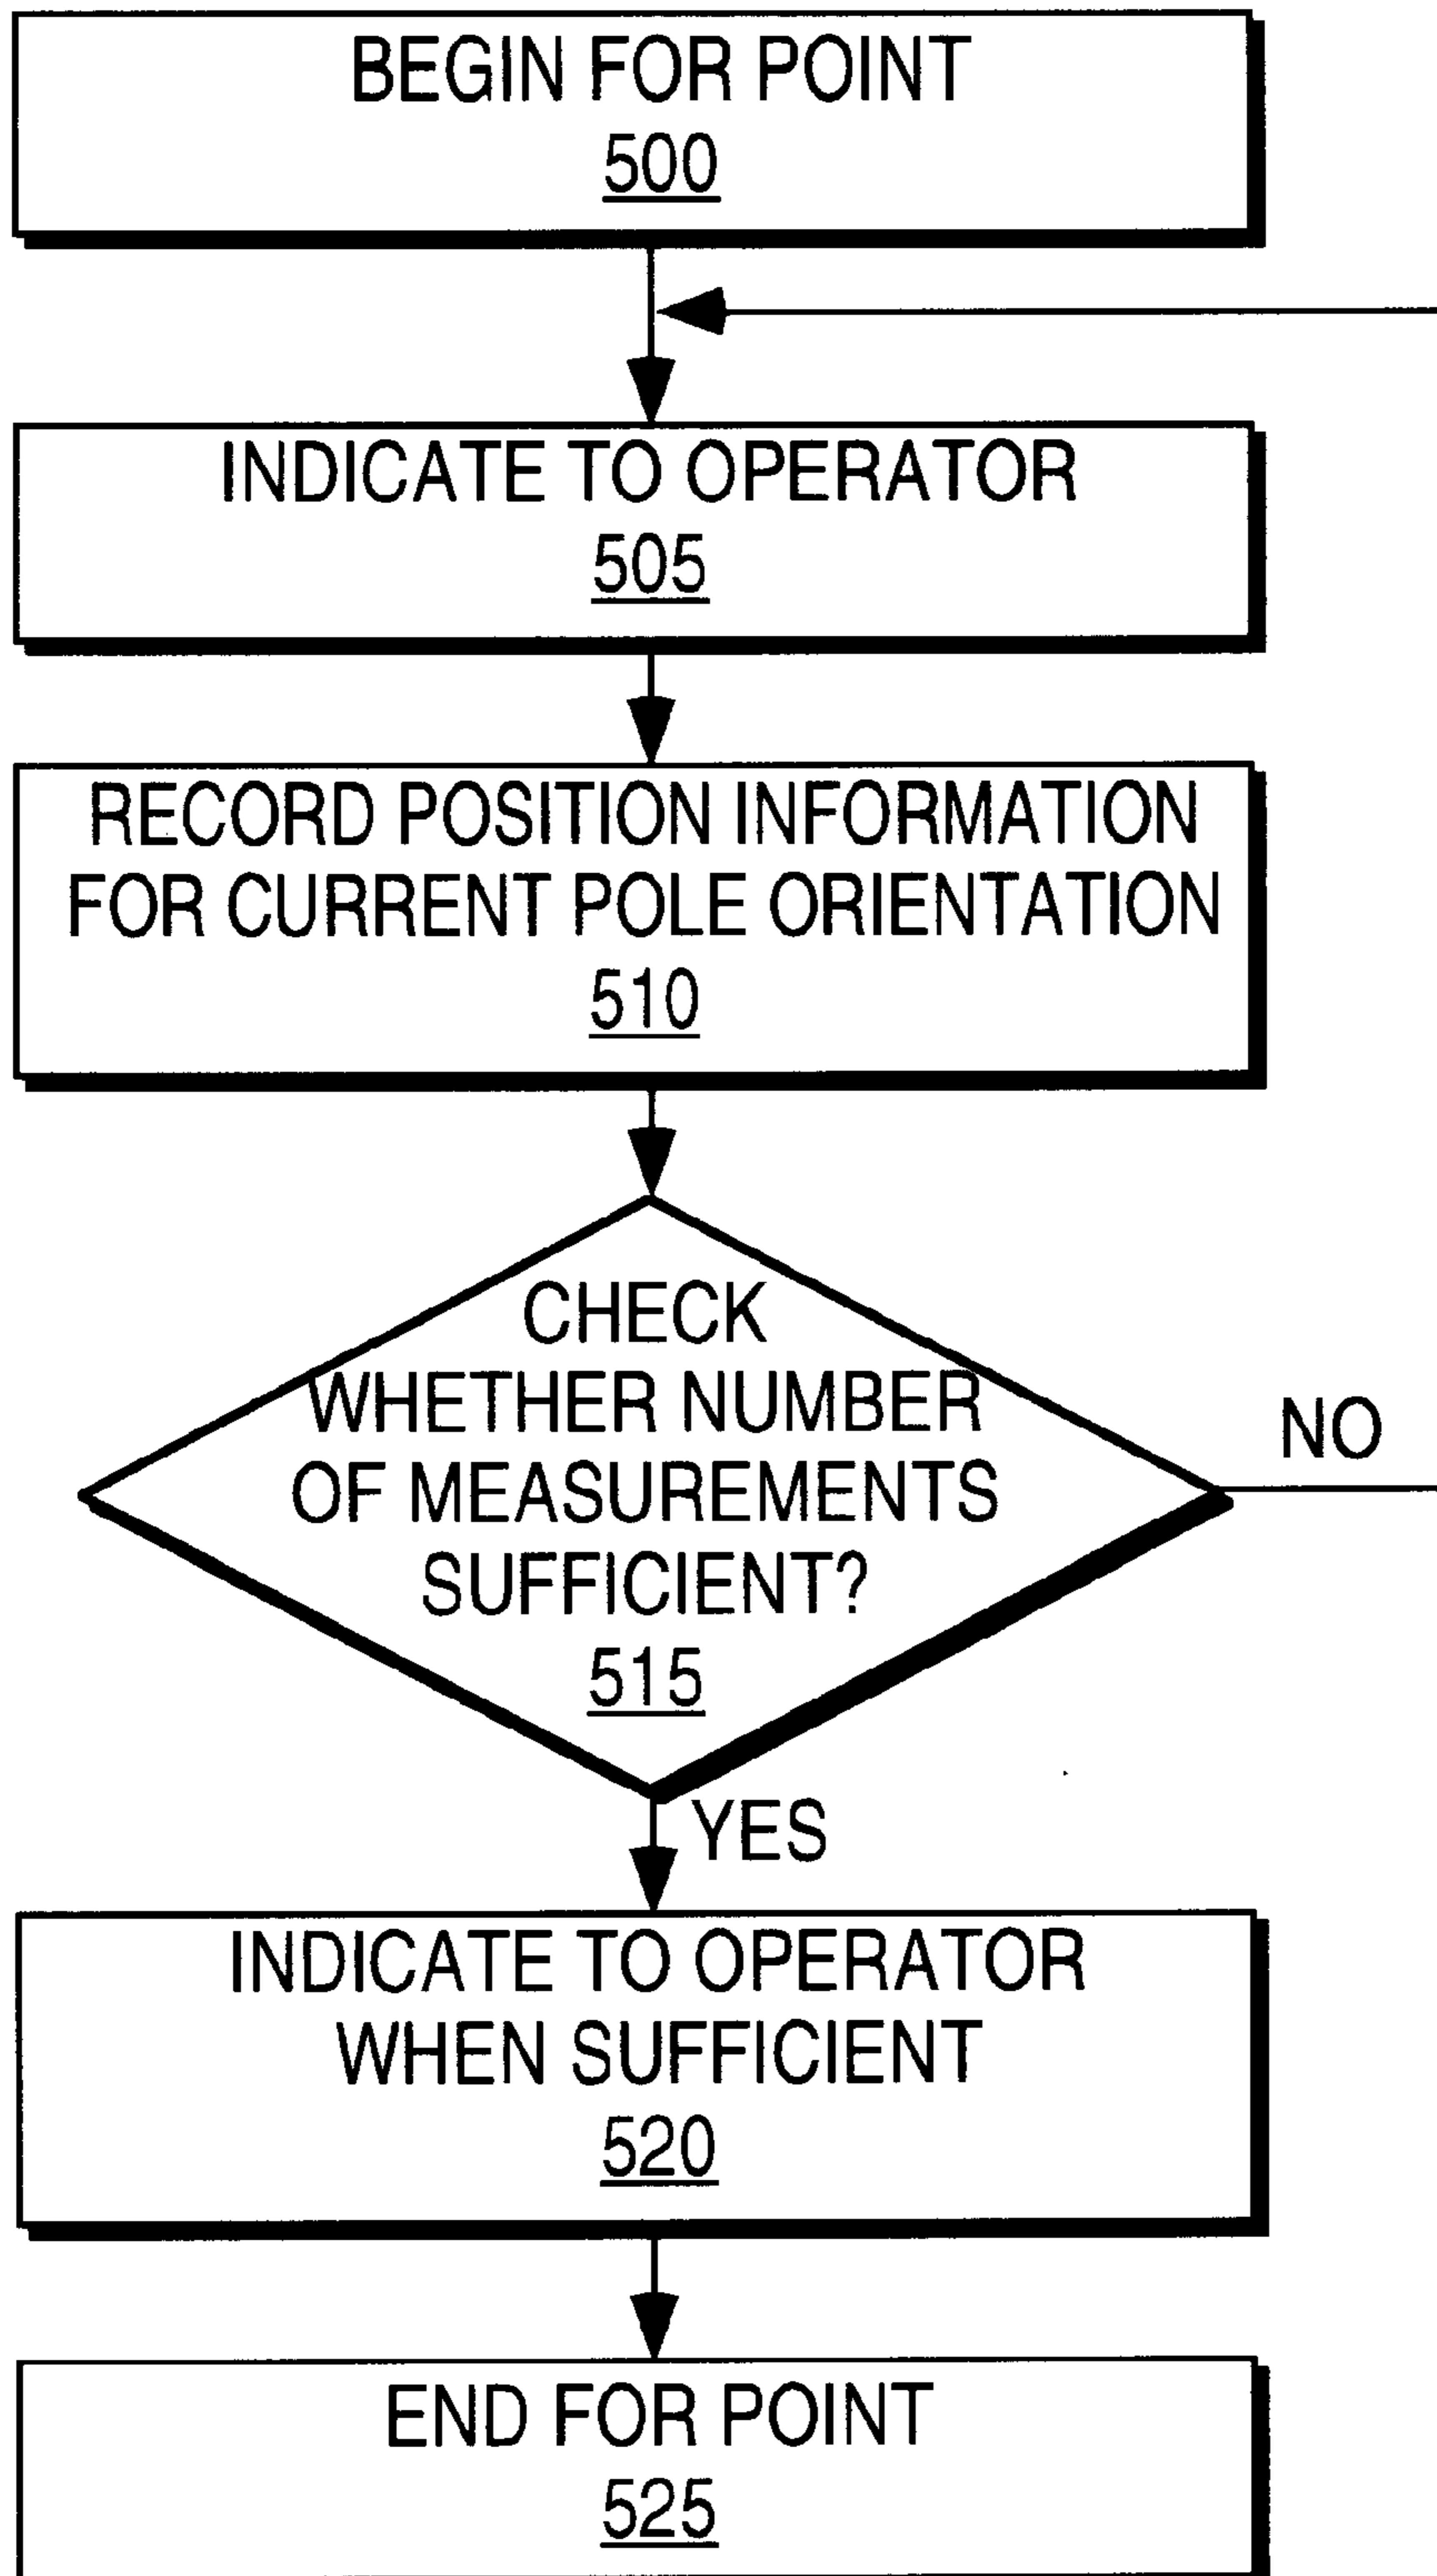 BEGIN FOR POINT
500
INDICATE TO OPERATOR
505
RECORD POSITION INFORMATION
FOR CURRENT POLE ORIENTATION
510
CHECK
WHETHER NUMBER
OF MEASUREMENTS
SUFFICIENT?
515
NO
YES
INDICATE TO OPERATOR
WHEN SUFFICIENT
520
END FOR POINT
525